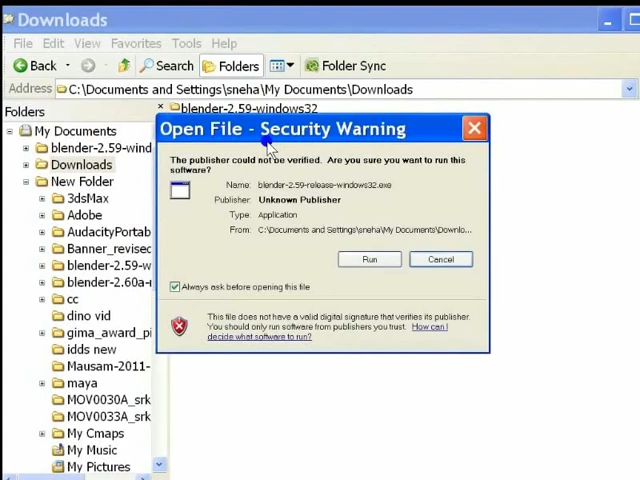 Downloads
File Edit View Favorites Tools Help
Back Search Folders Folder Sync
Address C:\Documents and Settings\sneha\My Documents\Downloads
Folders
blender-2.59-windows32
My Documents
blender-2.59-wind
Downloads
New Folder
3dsMax
Adobe
AudacityPortab
Banner_revised
blender-2.59-w
blender-2.60a-
cc
dino vid
gima_award_pi
idds new
Mausam-2011-
maya
MOV0030A_srk
MOV0033A_srk
My Cmaps
My Music
My Pictures
Open File - Security Warning
The publisher could not be verified. Are you sure you want to run this
software?
Name: blender-2.59-release-windows32.exe
Publisher: Unknown Publisher
Type: Application
From: C:\Documents and Settings\sneha\My Documents\Downlo...
Run Cancel
Always ask before opening this file
This file does not have a valid digital signature that verifies its publisher.
You should only run software from publishers you trust. How can I
decide what software to run?